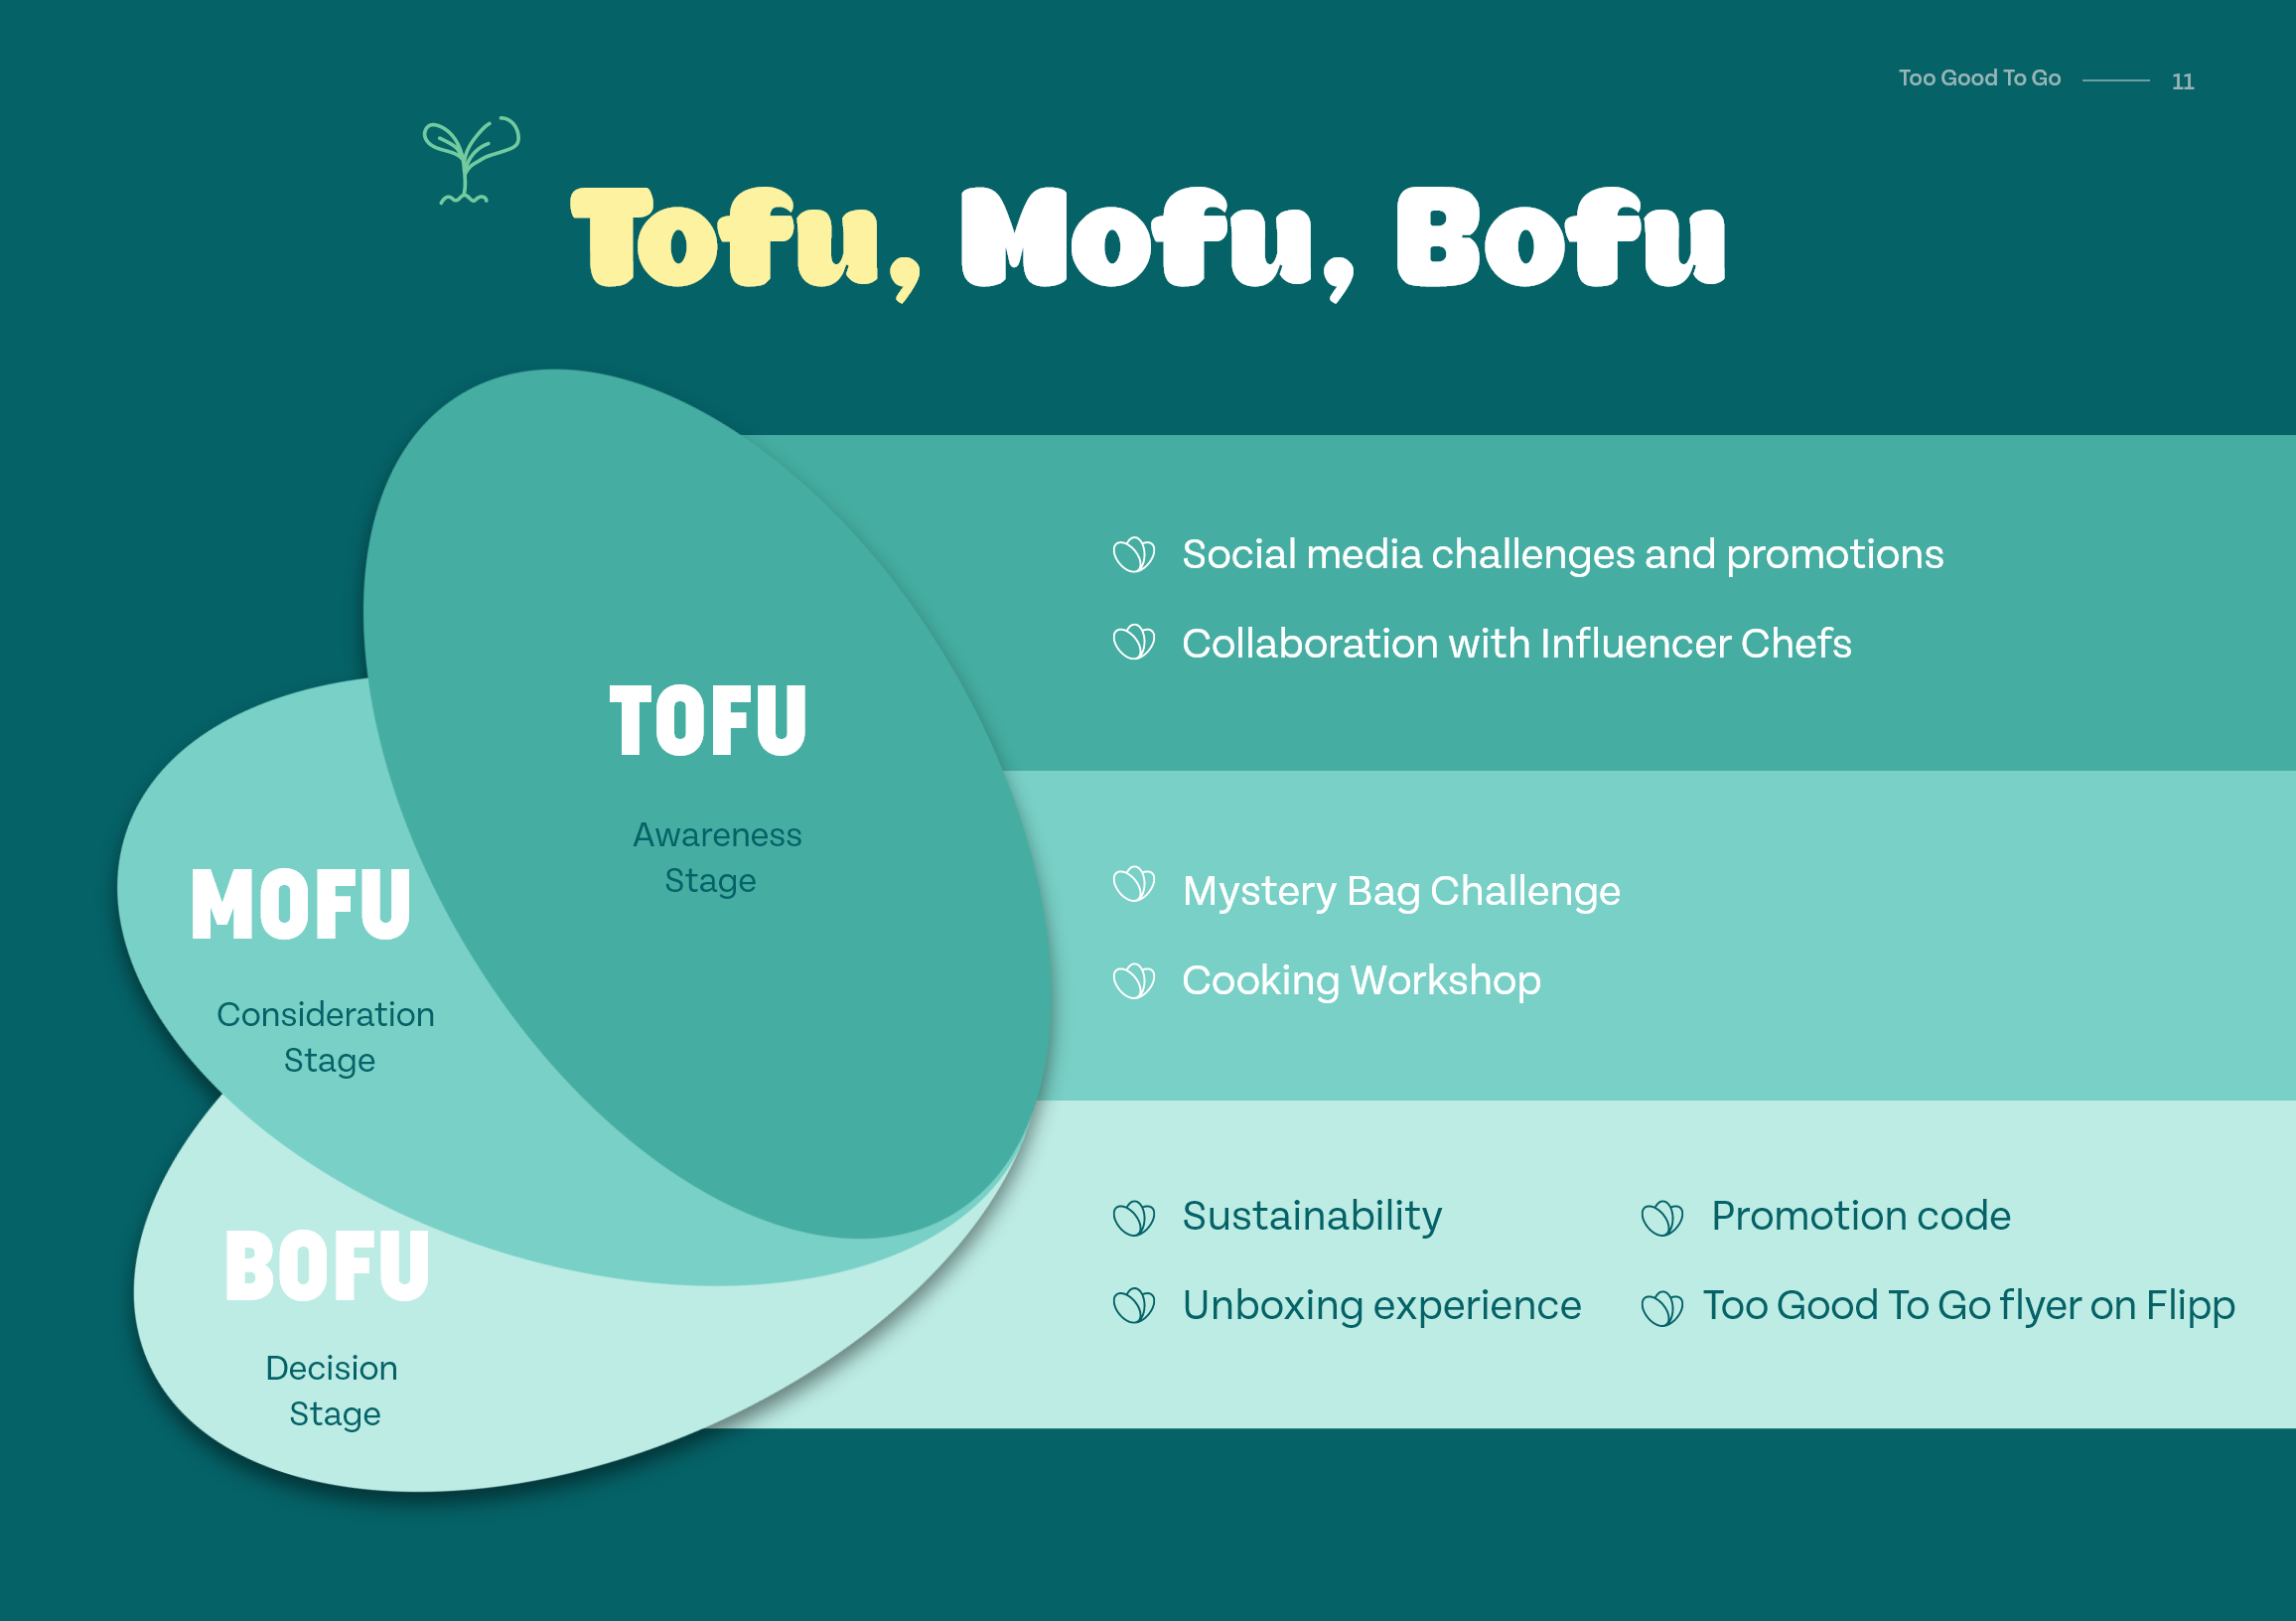 Too Good To Go
11
Tofu, Mofu, Bofu
TOFU
Awareness
Stage
Social media challenges and promotions
Collaboration with Influencer Chefs
MOFU
Consideration
Stage
Mystery Bag Challenge
Cooking Workshop
BOFU
Decision
Stage
Sustainability
Unboxing experience
Promotion code
Too Good To Go flyer on Flipp